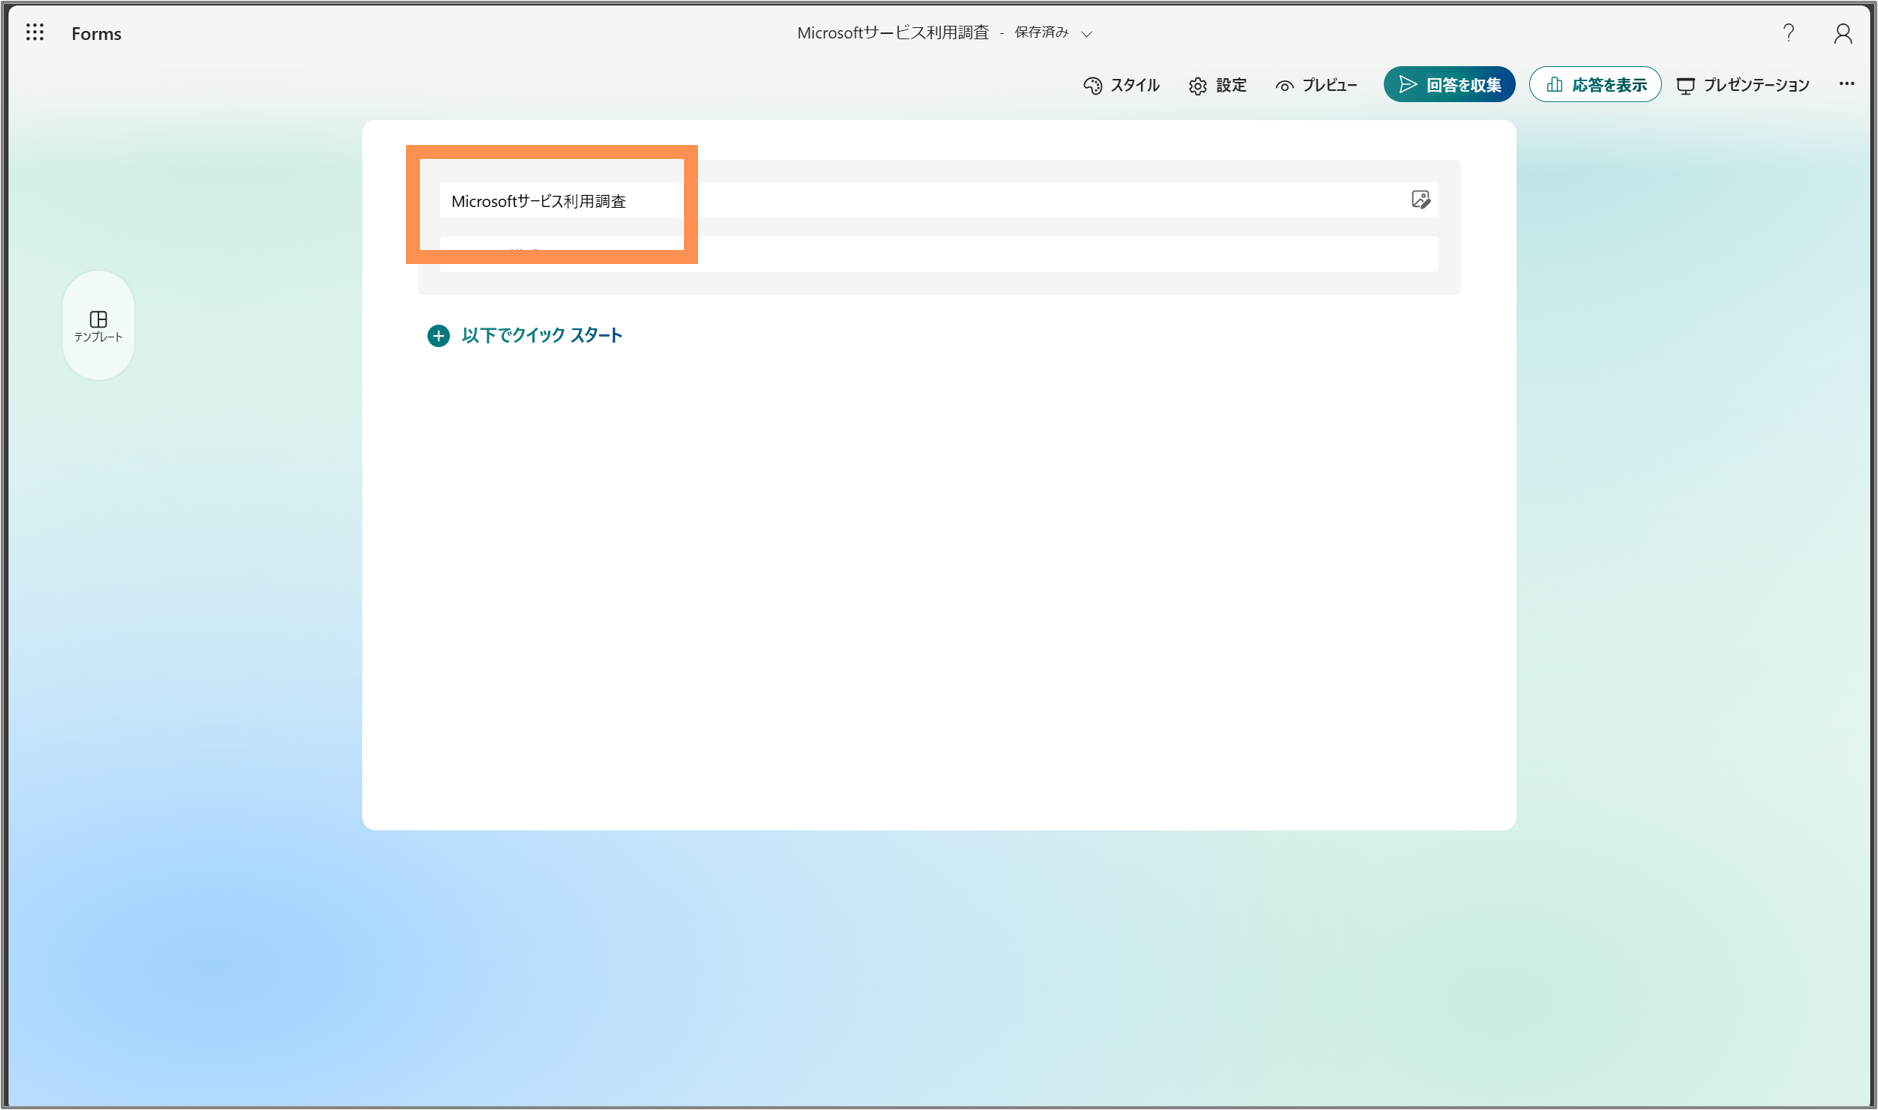 Forms
Microsoftサービス利用調査 - 保存済み
?
スタイル
設定
プレビュー
回答を収集
応答を表示
プレゼンテーション
Microsoftサービス利用調査
テンプレート
以下でクイック スタート